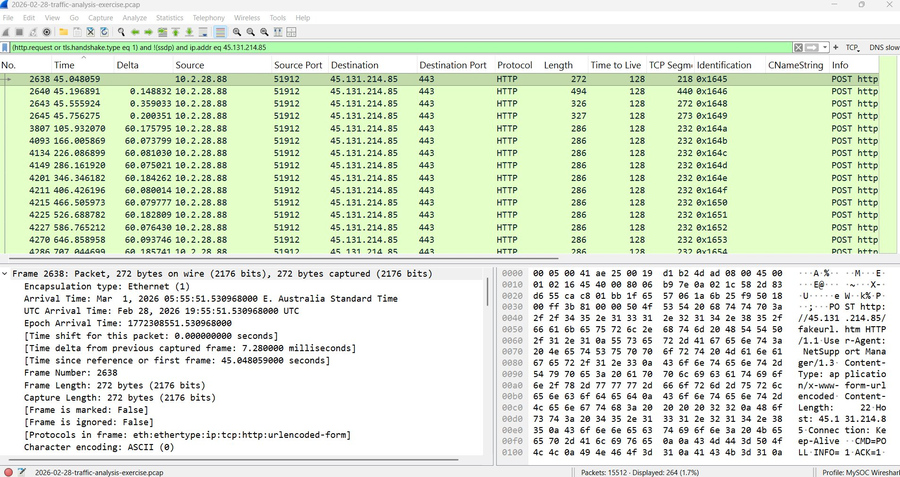 2026-02-28-traffic-analysis-exercise.pcap
File Edit View Go Capture Analyze Statistics Telephony Wireless Tools Help
(http.request or tls.handshake.type eq 1) and !(ssdp) and ip.addr eq 45.131.214.85
TCP DNS slow
No. Time Delta Source Source Port Destination Destination Port Protocol Length Time to Live TCP Segme Identification CNameString Info
2638 45.048059 10.2.28.88 51912 45.131.214.85 443 HTTP 272 128 218 0x1645 POST http
2640 45.196891 0.148832 10.2.28.88 51912 45.131.214.85 443 HTTP 494 128 440 0x1646 POST http
2642 45.555924 0.359033 10.2.28.88 51912 45.131.214.85 443 HTTP 326 128 272 0x1648 POST http
2645 45.756275 0.200351 10.2.28.88 51912 45.131.214.85 443 HTTP 327 128 273 0x1649 POST http
3807 105.932070 60.175795 10.2.28.88 51912 45.131.214.85 443 HTTP 286 128 232 0x164a POST http
4093 166.005869 60.073799 10.2.28.88 51912 45.131.214.85 443 HTTP 286 128 232 0x164b POST http
4134 226.086899 60.081030 10.2.28.88 51912 45.131.214.85 443 HTTP 286 128 232 0x164c POST http
4149 286.161920 60.075021 10.2.28.88 51912 45.131.214.85 443 HTTP 286 128 232 0x164d POST http
4201 346.346182 60.184262 10.2.28.88 51912 45.131.214.85 443 HTTP 286 128 232 0x164e POST http
4211 406.426196 60.080014 10.2.28.88 51912 45.131.214.85 443 HTTP 286 128 232 0x164f POST http
4215 466.505973 60.079777 10.2.28.88 51912 45.131.214.85 443 HTTP 286 128 232 0x1650 POST http
4225 526.688782 60.182809 10.2.28.88 51912 45.131.214.85 443 HTTP 286 128 232 0x1651 POST http
4227 586.765212 60.076430 10.2.28.88 51912 45.131.214.85 443 HTTP 286 128 232 0x1652 POST http
4270 646.858958 60.093746 10.2.28.88 51912 45.131.214.85 443 HTTP 286 128 232 0x1653 POST http
4286 707.044699 60.185741 10.2.28.88 51912 45.131.214.85 443 HTTP 286 128 232 0x1654 POST http
Frame 2638: Packet, 272 bytes on wire (2176 bits), 272 bytes captured (2176 bits)
Encapsulation type: Ethernet (1)
Arrival Time: Mar 1, 2026 05:55:51.530968000 E. Australia Standard Time
UTC Arrival Time: Feb 28, 2026 19:55:51.530968000 UTC
Epoch Arrival Time: 1772308551.530968000
[Time shift for this packet: 0.000000000 seconds]
[Time delta from previous captured frame: 7.280000 milliseconds]
[Time since reference or first frame: 45.048059000 seconds]
Frame Number: 2638
Frame Length: 272 bytes (2176 bits)
Capture Length: 272 bytes (2176 bits)
[Frame is marked: False]
[Frame is ignored: False]
[Protocols in frame: eth:ethertype:ip:tcp:http:urlencoded-form]
Character encoding: ASCII (0)
0000 00 05 00 41 ae 25 00 19 d1 b2 4d ad 08 00 45 00 ···A·%·· ··M···E·
0010 01 02 16 45 40 00 80 06 b9 7e 0a 02 1c 58 2d 83 ···E@··· ·~···X-·
0020 d6 55 ca c8 01 bb 1f 65 57 06 1a 6b 25 f9 50 18 ·U·····e W··k%·P·
0030 00 ff 3b 81 00 00 50 4f 53 54 20 68 74 74 70 3a ··;···PO ST http:
0040 2f 2f 34 35 2e 31 33 31 2e 32 31 34 2e 38 35 2f //45.131 .214.85/
0050 66 61 6b 65 75 72 6c 2e 68 74 6d 20 48 54 54 50 fakeurl. htm HTTP
0060 2f 31 2e 31 0a 55 73 65 72 2d 41 67 65 6e 74 3a /1.1·Use r-Agent:
0070 20 4e 65 74 53 75 70 70 6f 72 74 20 4d 61 6e 61 NetSupp ort Mana
0080 67 65 72 2f 31 2e 33 0a 43 6f 6e 74 65 6e 74 2d ger/1.3· Content-
0090 54 79 70 65 3a 20 61 70 70 6c 69 63 61 74 69 6f Type: ap plicatio
00a0 6e 2f 78 2d 77 77 77 2d 66 6f 72 6d 2d 75 72 6c n/x-www- form-url
00b0 65 6e 63 6f 64 65 64 0a 43 6f 6e 74 65 6e 74 2d encoded· Content-
00c0 4c 65 6e 67 74 68 3a 20 20 20 20 32 32 0a 48 6f Length: 22·Ho
00d0 73 74 3a 20 34 35 2e 31 33 31 2e 32 31 34 2e 38 st: 45.1 31.214.8
00e0 35 0a 43 6f 6e 6e 65 63 74 69 6f 6e 3a 20 4b 65 5·Connec tion: Ke
00f0 65 70 2d 41 6c 69 76 65 0a 0a 43 4d 44 3d 50 4f ep-Alive ··CMD=PO
0100 4c 4c 0a 49 4e 46 4f 3d 31 0a 41 43 4b 3d 31 0a LL·INFO= 1·ACK=1·
2026-02-28-traffic-analysis-exercise.pcap Packets: 15512 · Displayed: 264 (1.7%) Profile: MySOC Wireshar